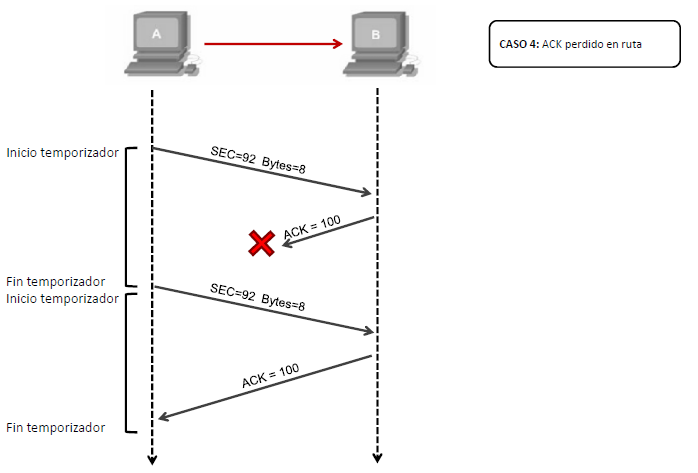 A
B
CASO 4: ACK perdido en ruta
Inicio temporizador
SEC=92 Bytes=8
ACK = 100
Fin temporizador
Inicio temporizador
SEC=92 Bytes=8
ACK = 100
Fin temporizador